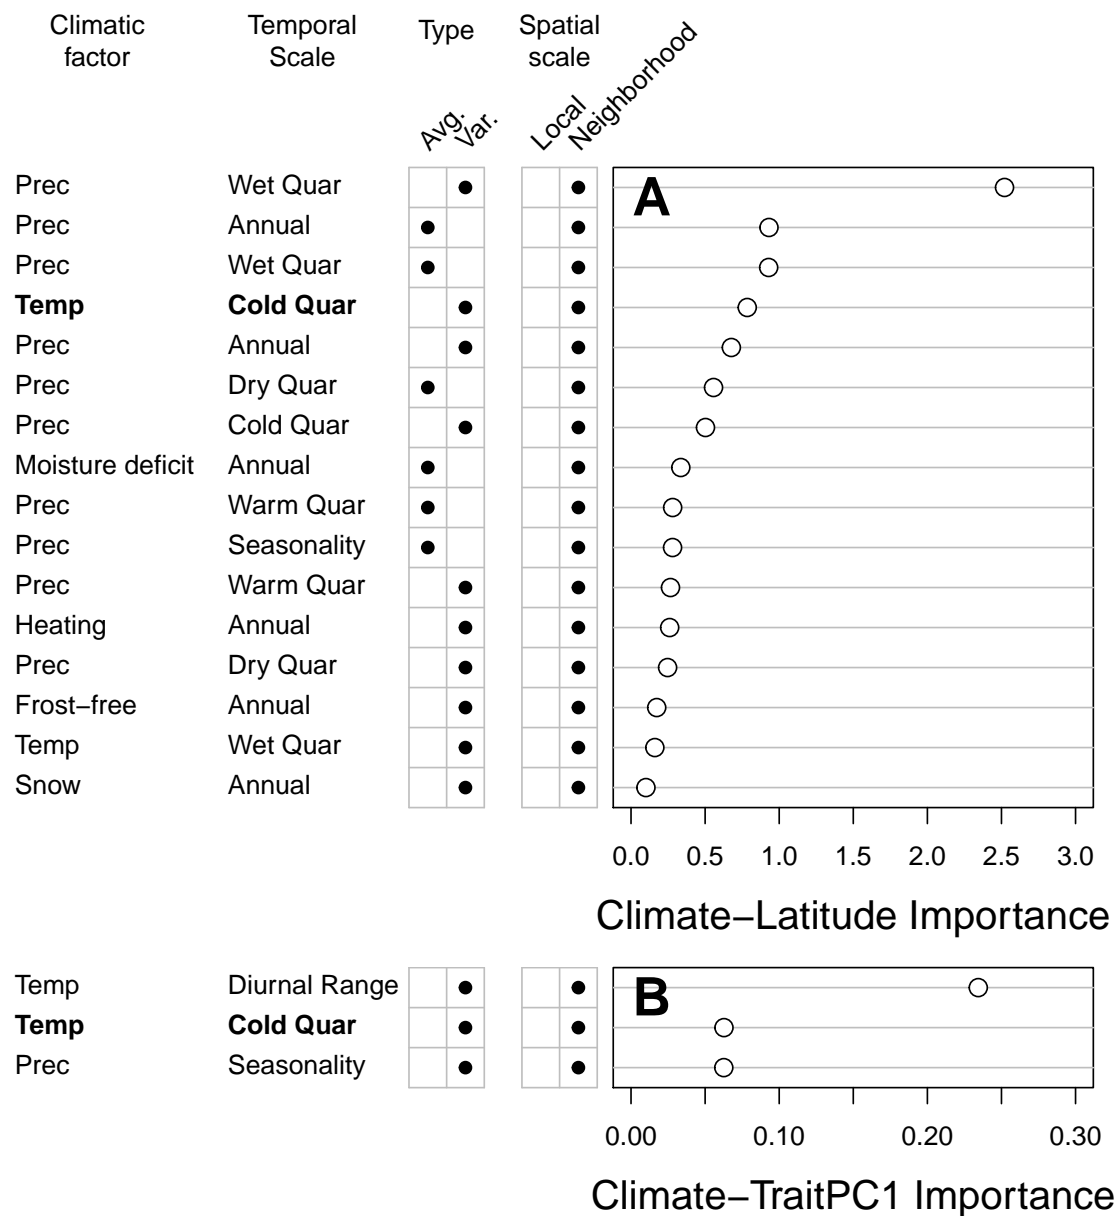 Climatic factor Temporal Scale Type Spatial scale
Avg. Var. Local Neighborhood
A
Prec Wet Quar
Prec Annual
Prec Wet Quar
Temp Cold Quar
Prec Annual
Prec Dry Quar
Prec Cold Quar
Moisture deficit Annual
Prec Warm Quar
Prec Seasonality
Prec Warm Quar
Heating Annual
Prec Dry Quar
Frost−free Annual
Temp Wet Quar
Snow Annual
0.0 0.5 1.0 1.5 2.0 2.5 3.0
Climate−Latitude Importance
B
Temp Diurnal Range
Temp Cold Quar
Prec Seasonality
0.00 0.10 0.20 0.30
Climate−TraitPC1 Importance